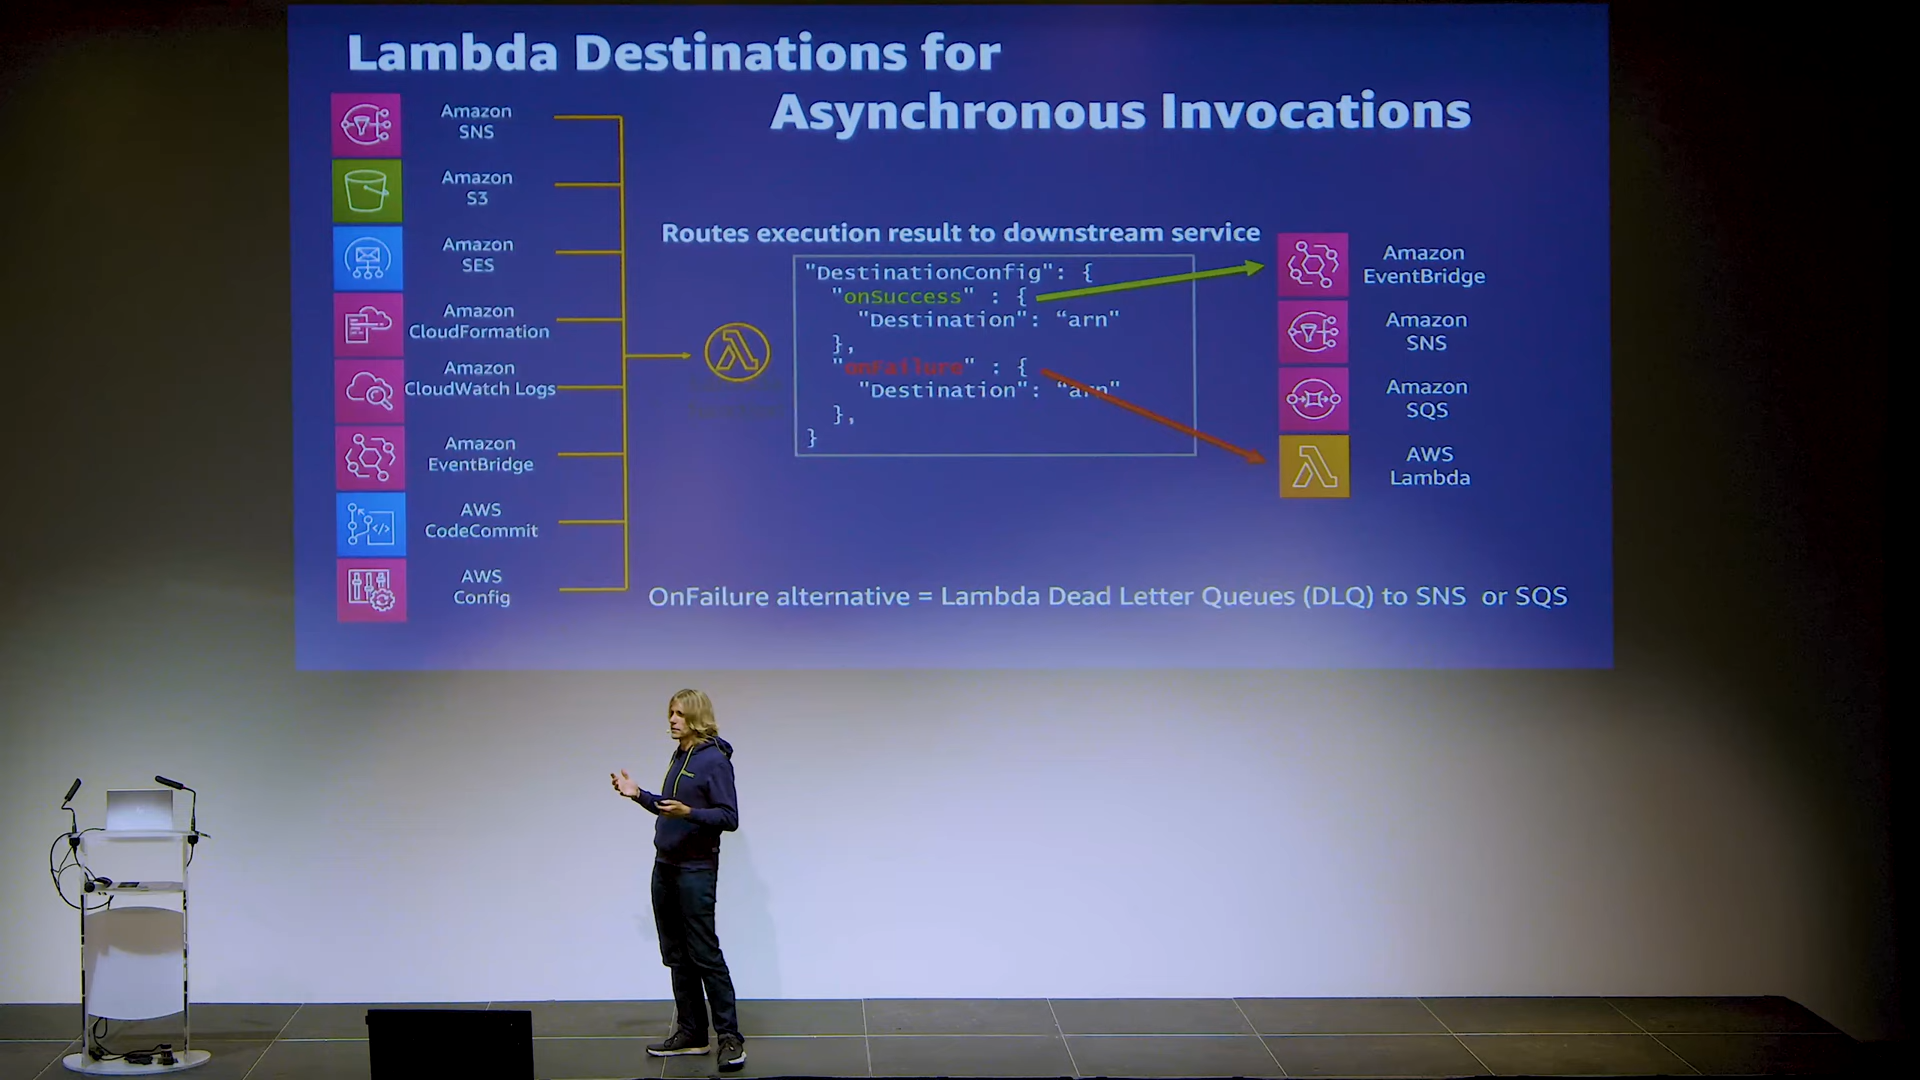 Lambda Destinations for
Asynchronous Invocations
Amazon
SNS
Amazon
S3
Amazon
SES
Amazon
CloudFormation
Amazon
CloudWatch Logs
Amazon
EventBridge
AWS
CodeCommit
AWS
Config
Routes execution result to downstream service
"DestinationConfig": {
"onSuccess" : {
"Destination": “arn"
},
"onFailure" : {
"Destination": “arn"
},
}
Amazon
EventBridge
Amazon
SNS
Amazon
SQS
AWS
Lambda
OnFailure alternative = Lambda Dead Letter Queues (DLQ) to SNS or SQS